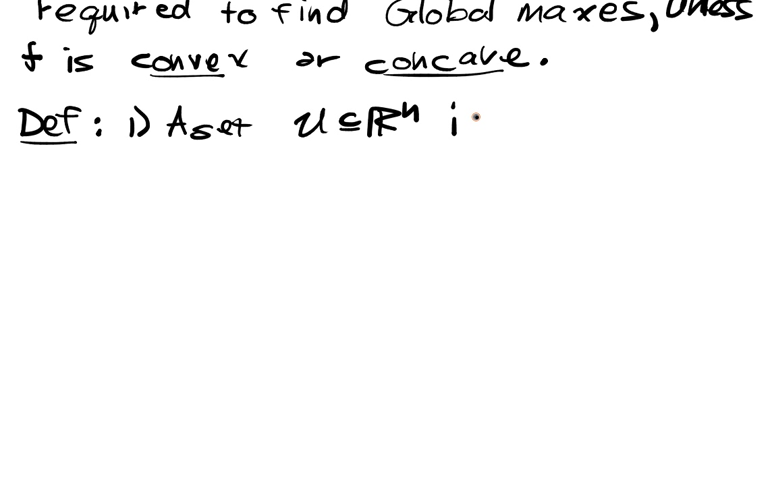 required to find Global maxes, Unless
f is convex or concave.
Def: 1) A set U ⊆ ℝⁿ i